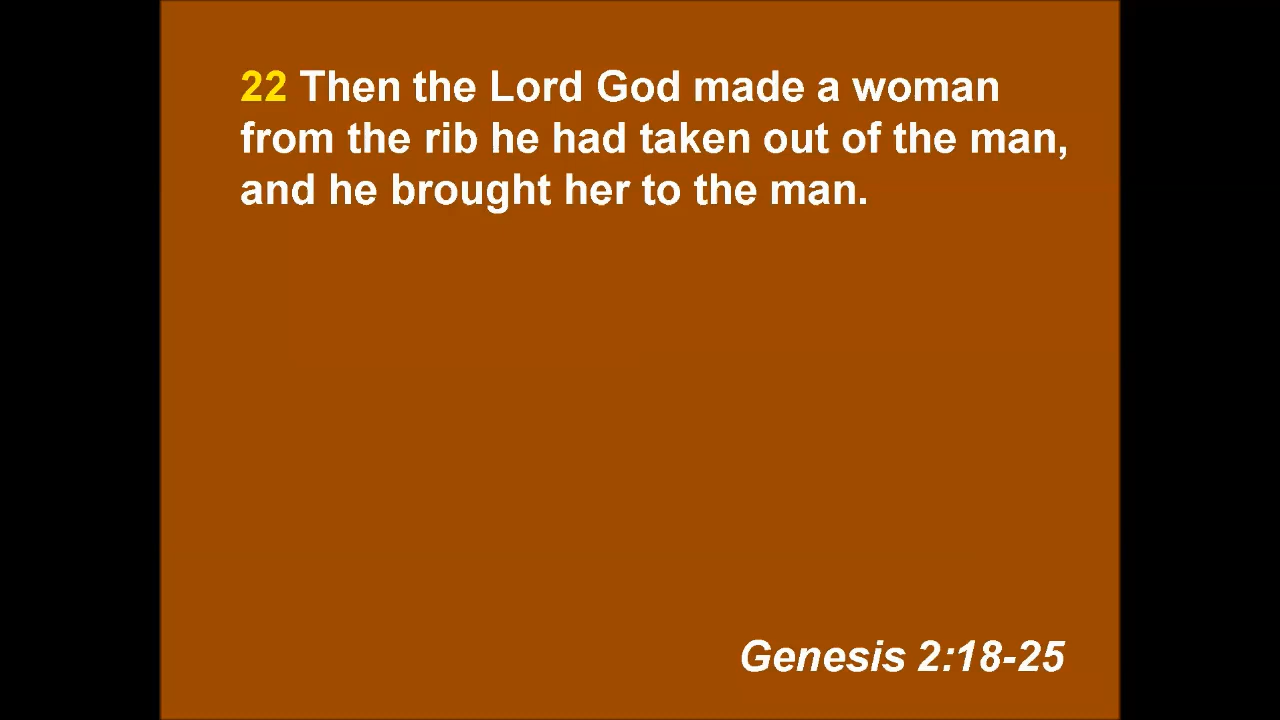 22 Then the Lord God made a woman
from the rib he had taken out of the man,
and he brought her to the man.
Genesis 2:18-25